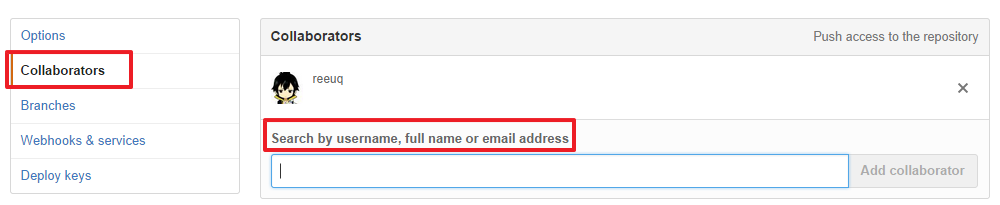 Options
Collaborators
Branches
Webhooks & services
Deploy keys
Collaborators
Push access to the repository
reeuq
Search by username, full name or email address
Add collaborator